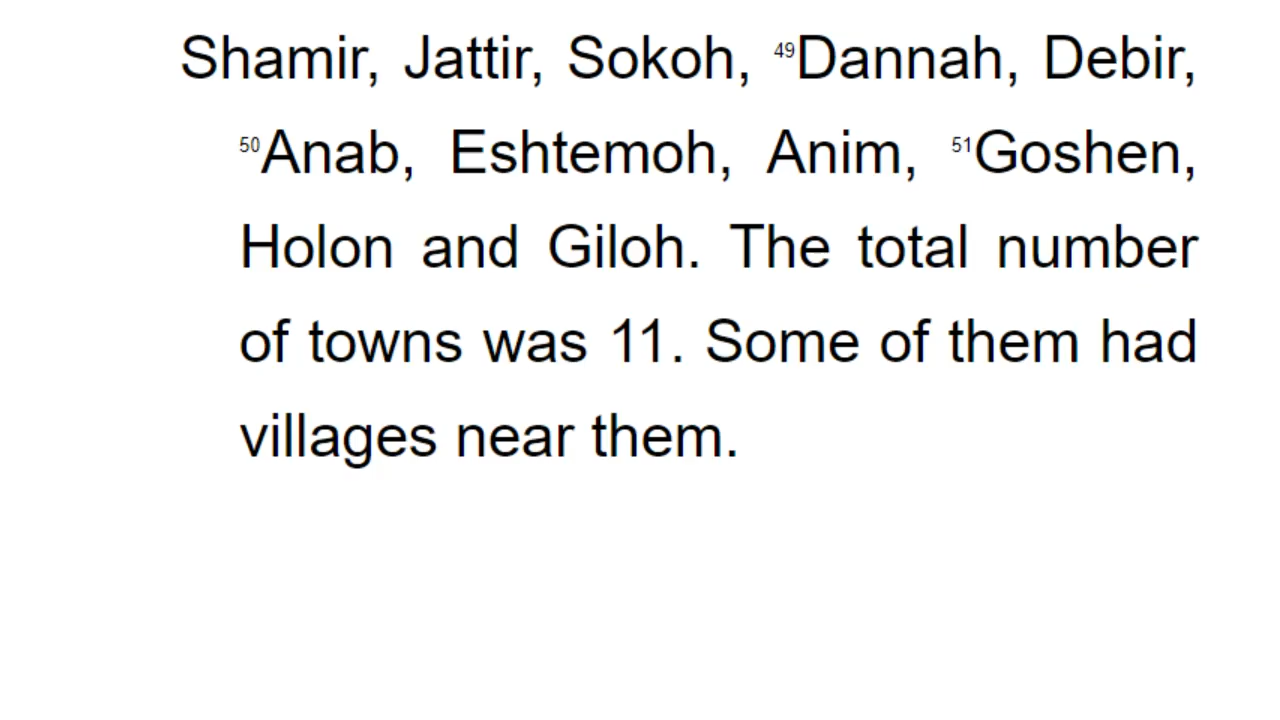 Shamir, Jattir, Sokoh, 49Dannah, Debir,
50Anab, Eshtemoh, Anim, 51Goshen,
Holon and Giloh. The total number
of towns was 11. Some of them had
villages near them.